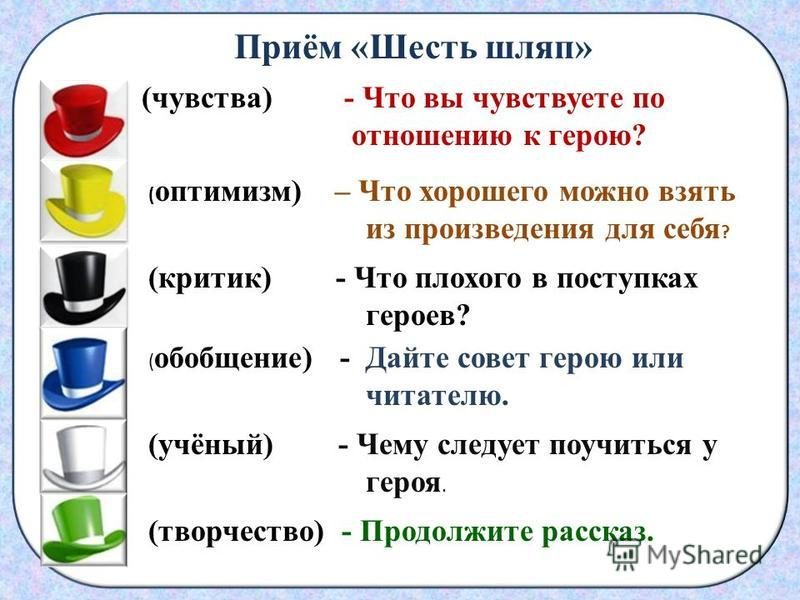 Приём «Шесть шляп»
(чувства) - Что вы чувствуете по
отношению к герою?
(оптимизм) – Что хорошего можно взять
из произведения для себя?
(критик) - Что плохого в поступках
героев?
(обобщение) - Дайте совет герою или
читателю.
(учёный) - Чему следует поучиться у
героя.
(творчество) - Продолжите рассказ.
MyShared